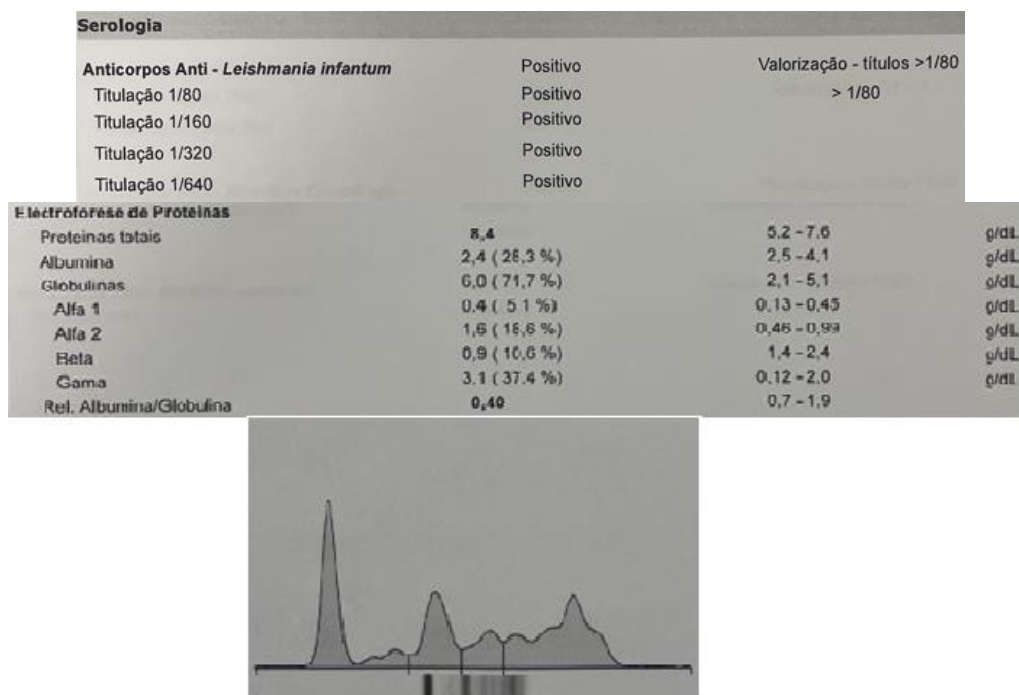 Serologia
Anticorpos Anti - Leishmania infantum Positivo Valorização - títulos >1/80
Titulação 1/80 Positivo > 1/80
Titulação 1/160 Positivo
Titulação 1/320 Positivo
Titulação 1/640 Positivo
Electroforese de Proteinas
Proteinas totais 8,4 5,2 - 7,6 g/dL
Albumina 2,4 ( 28,3 %) 2,5 - 4,1 g/dL
Globulinas 6,0 ( 71,7 %) 2,1 - 5,1 g/dL
Alfa 1 0,4 ( 5 1 %) 0,13 - 0,45 g/dL
Alfa 2 1,6 ( 18,6 %) 0,46 - 0,99 g/dL
Beta 0,9 ( 10,6 %) 1,4 - 2,4 g/dL
Gama 3,1 ( 37,4 %) 0,12 - 2,0 g/dL
Rel. Albumina/Globulina 0,40 0,7 - 1,9